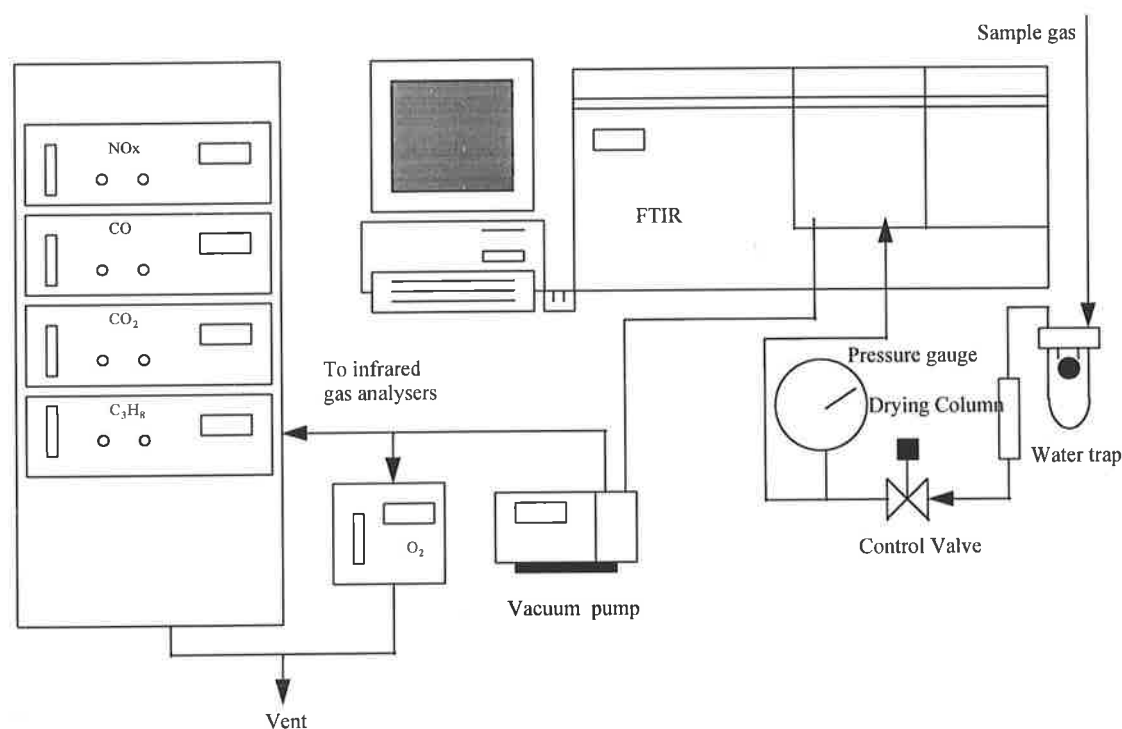 Sample gas
NOx
CO
CO₂
C₃H₈
FTIR
To infrared
gas analysers
Pressure gauge
Drying Column
Water trap
Control Valve
O₂
Vacuum pump
Vent